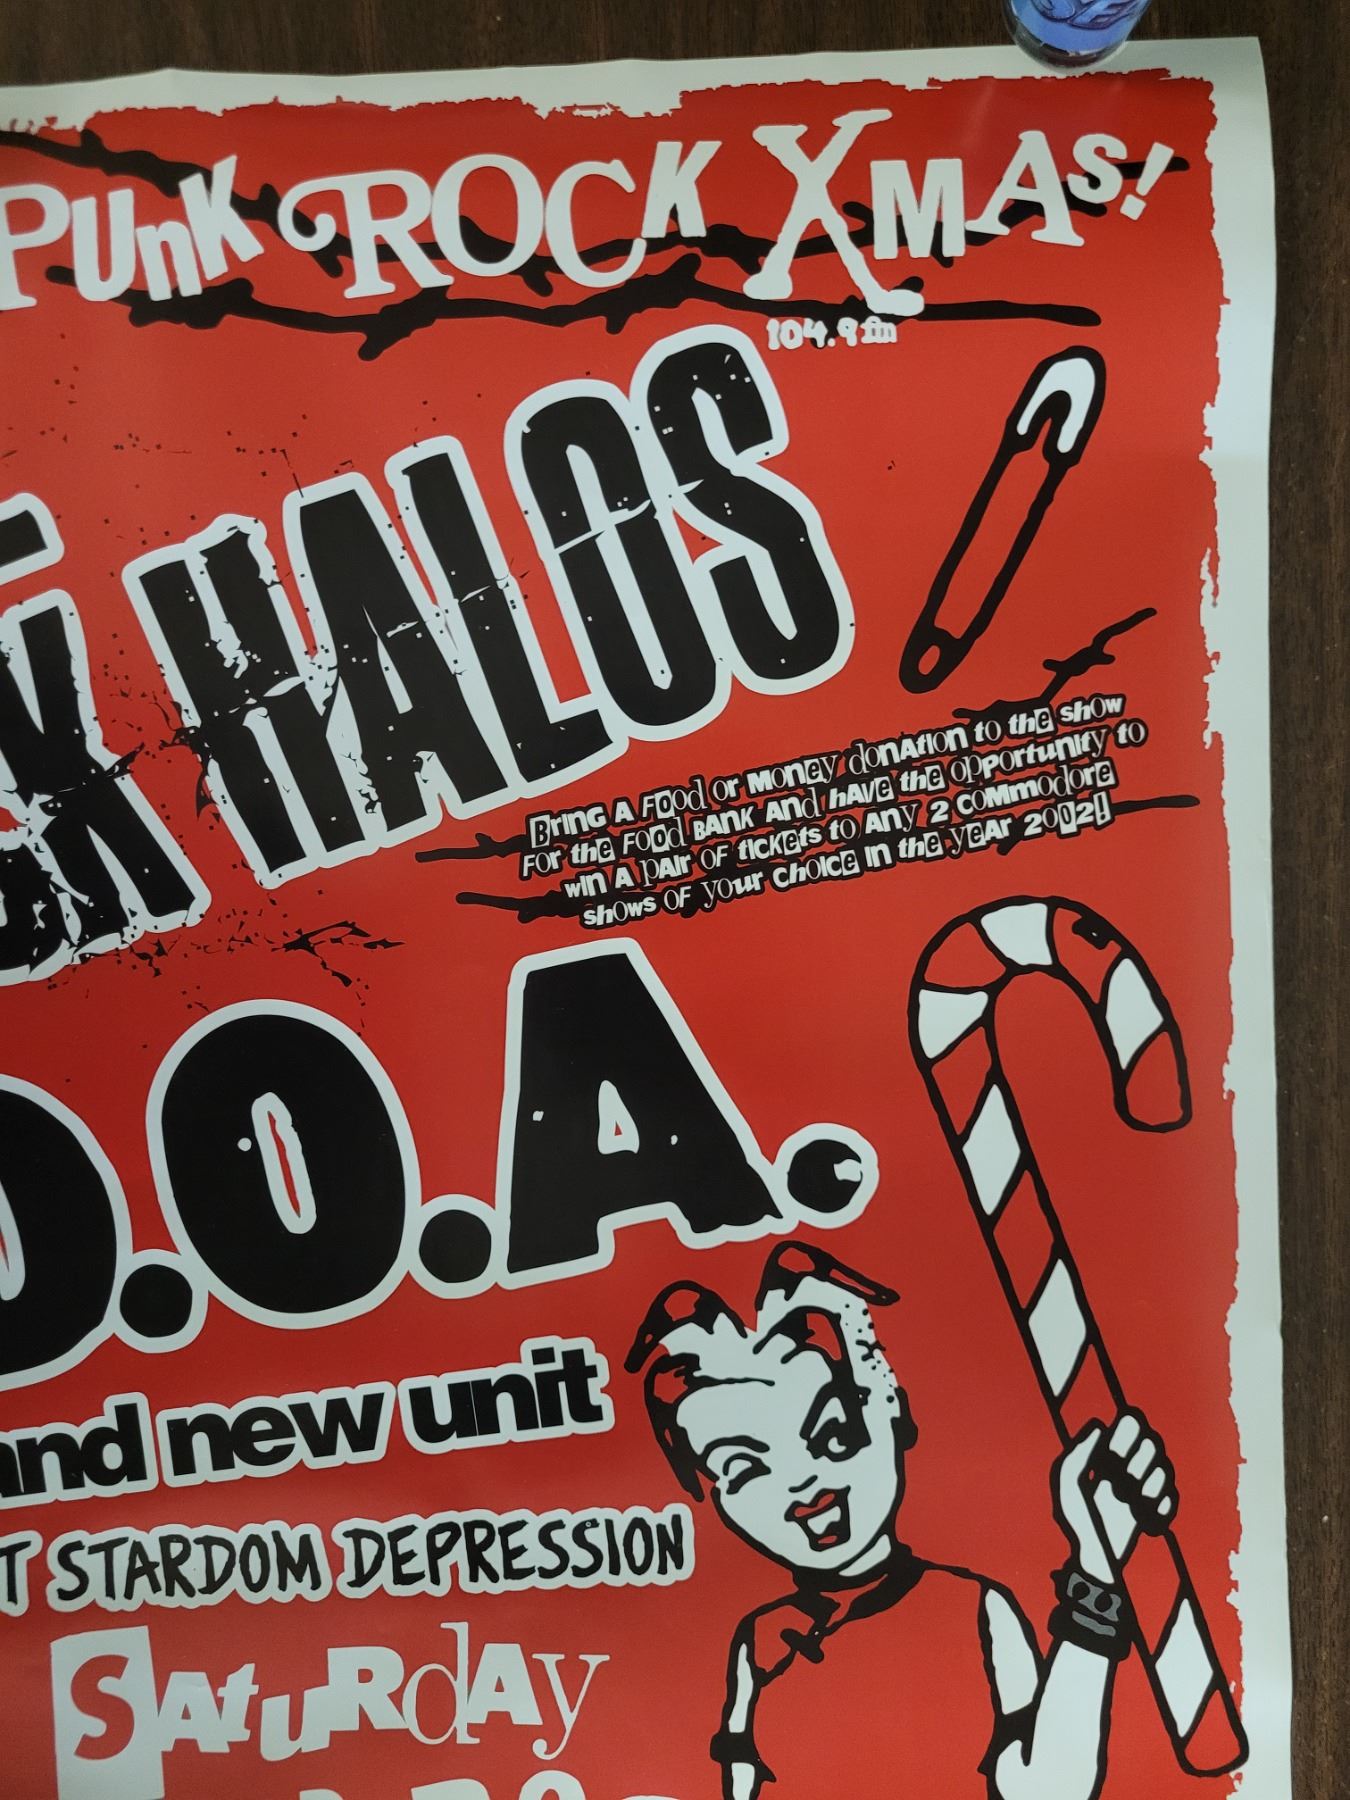 PUnK ROCK XMAs!
104.9 fm
HALOS
BrING A FOOd or MoNey donAtIon to the shOw
FOr the FOOd BANK ANd hAVE the opportunIty to
wIn A pAIr OF tICKEts to Any 2 COMmodOrE
shOws OF yOur ChOICE In the yeAr 2002!
D.O.A.
and new unit
T STARDOM DEPRESSION
SAtuRdAy